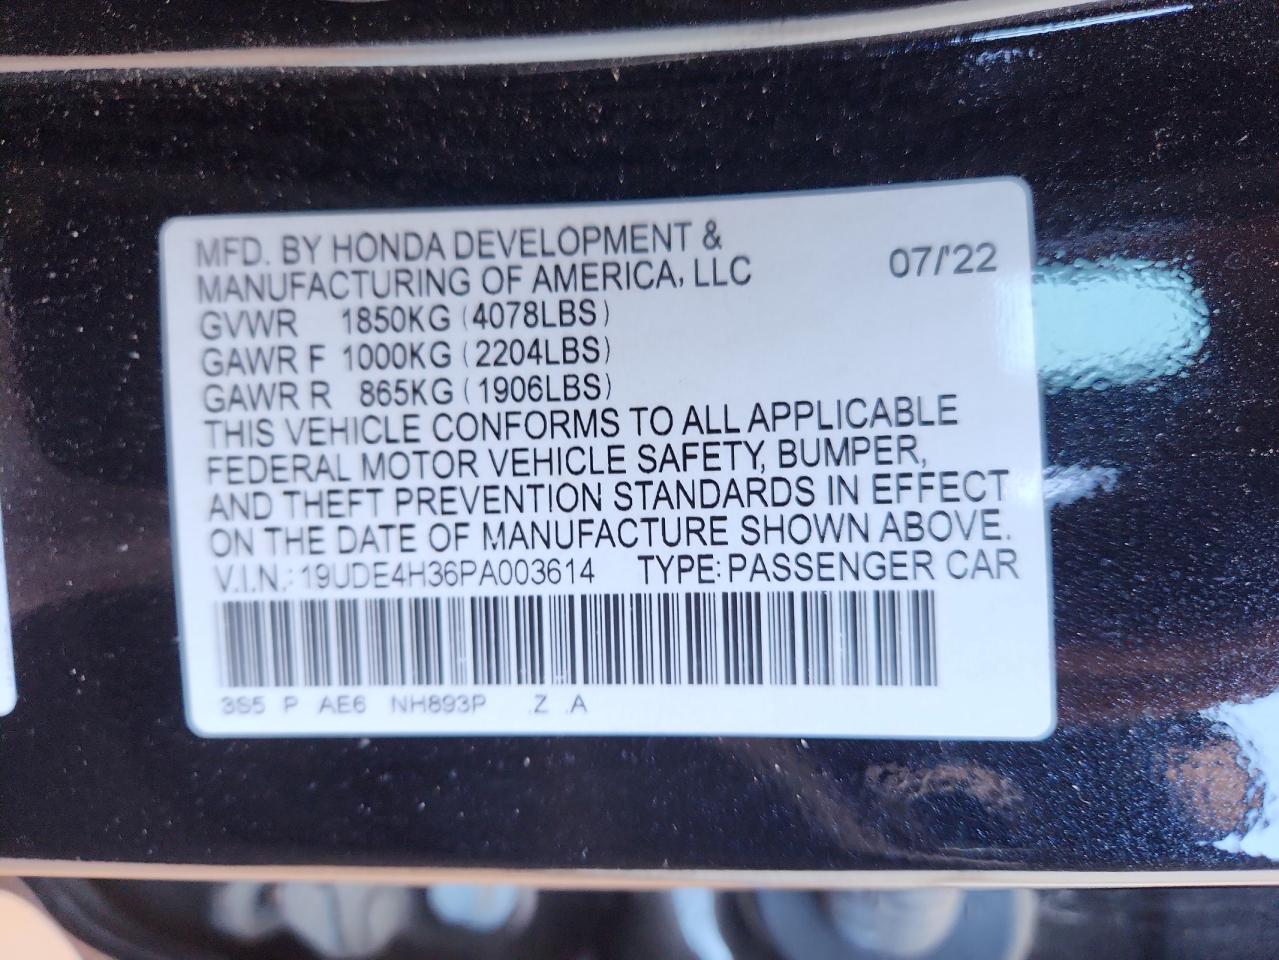 MFD. BY HONDA DEVELOPMENT &
MANUFACTURING OF AMERICA, LLC 07/'22
GVWR 1850KG (4078LBS)
GAWR F 1000KG (2204LBS)
GAWR R 865KG (1906LBS)
THIS VEHICLE CONFORMS TO ALL APPLICABLE
FEDERAL MOTOR VEHICLE SAFETY, BUMPER,
AND THEFT PREVENTION STANDARDS IN EFFECT
ON THE DATE OF MANUFACTURE SHOWN ABOVE.
V.I.N.: 19UDE4H36PA003614 TYPE: PASSENGER CAR
3S5 P AE6 NH893P .Z .A